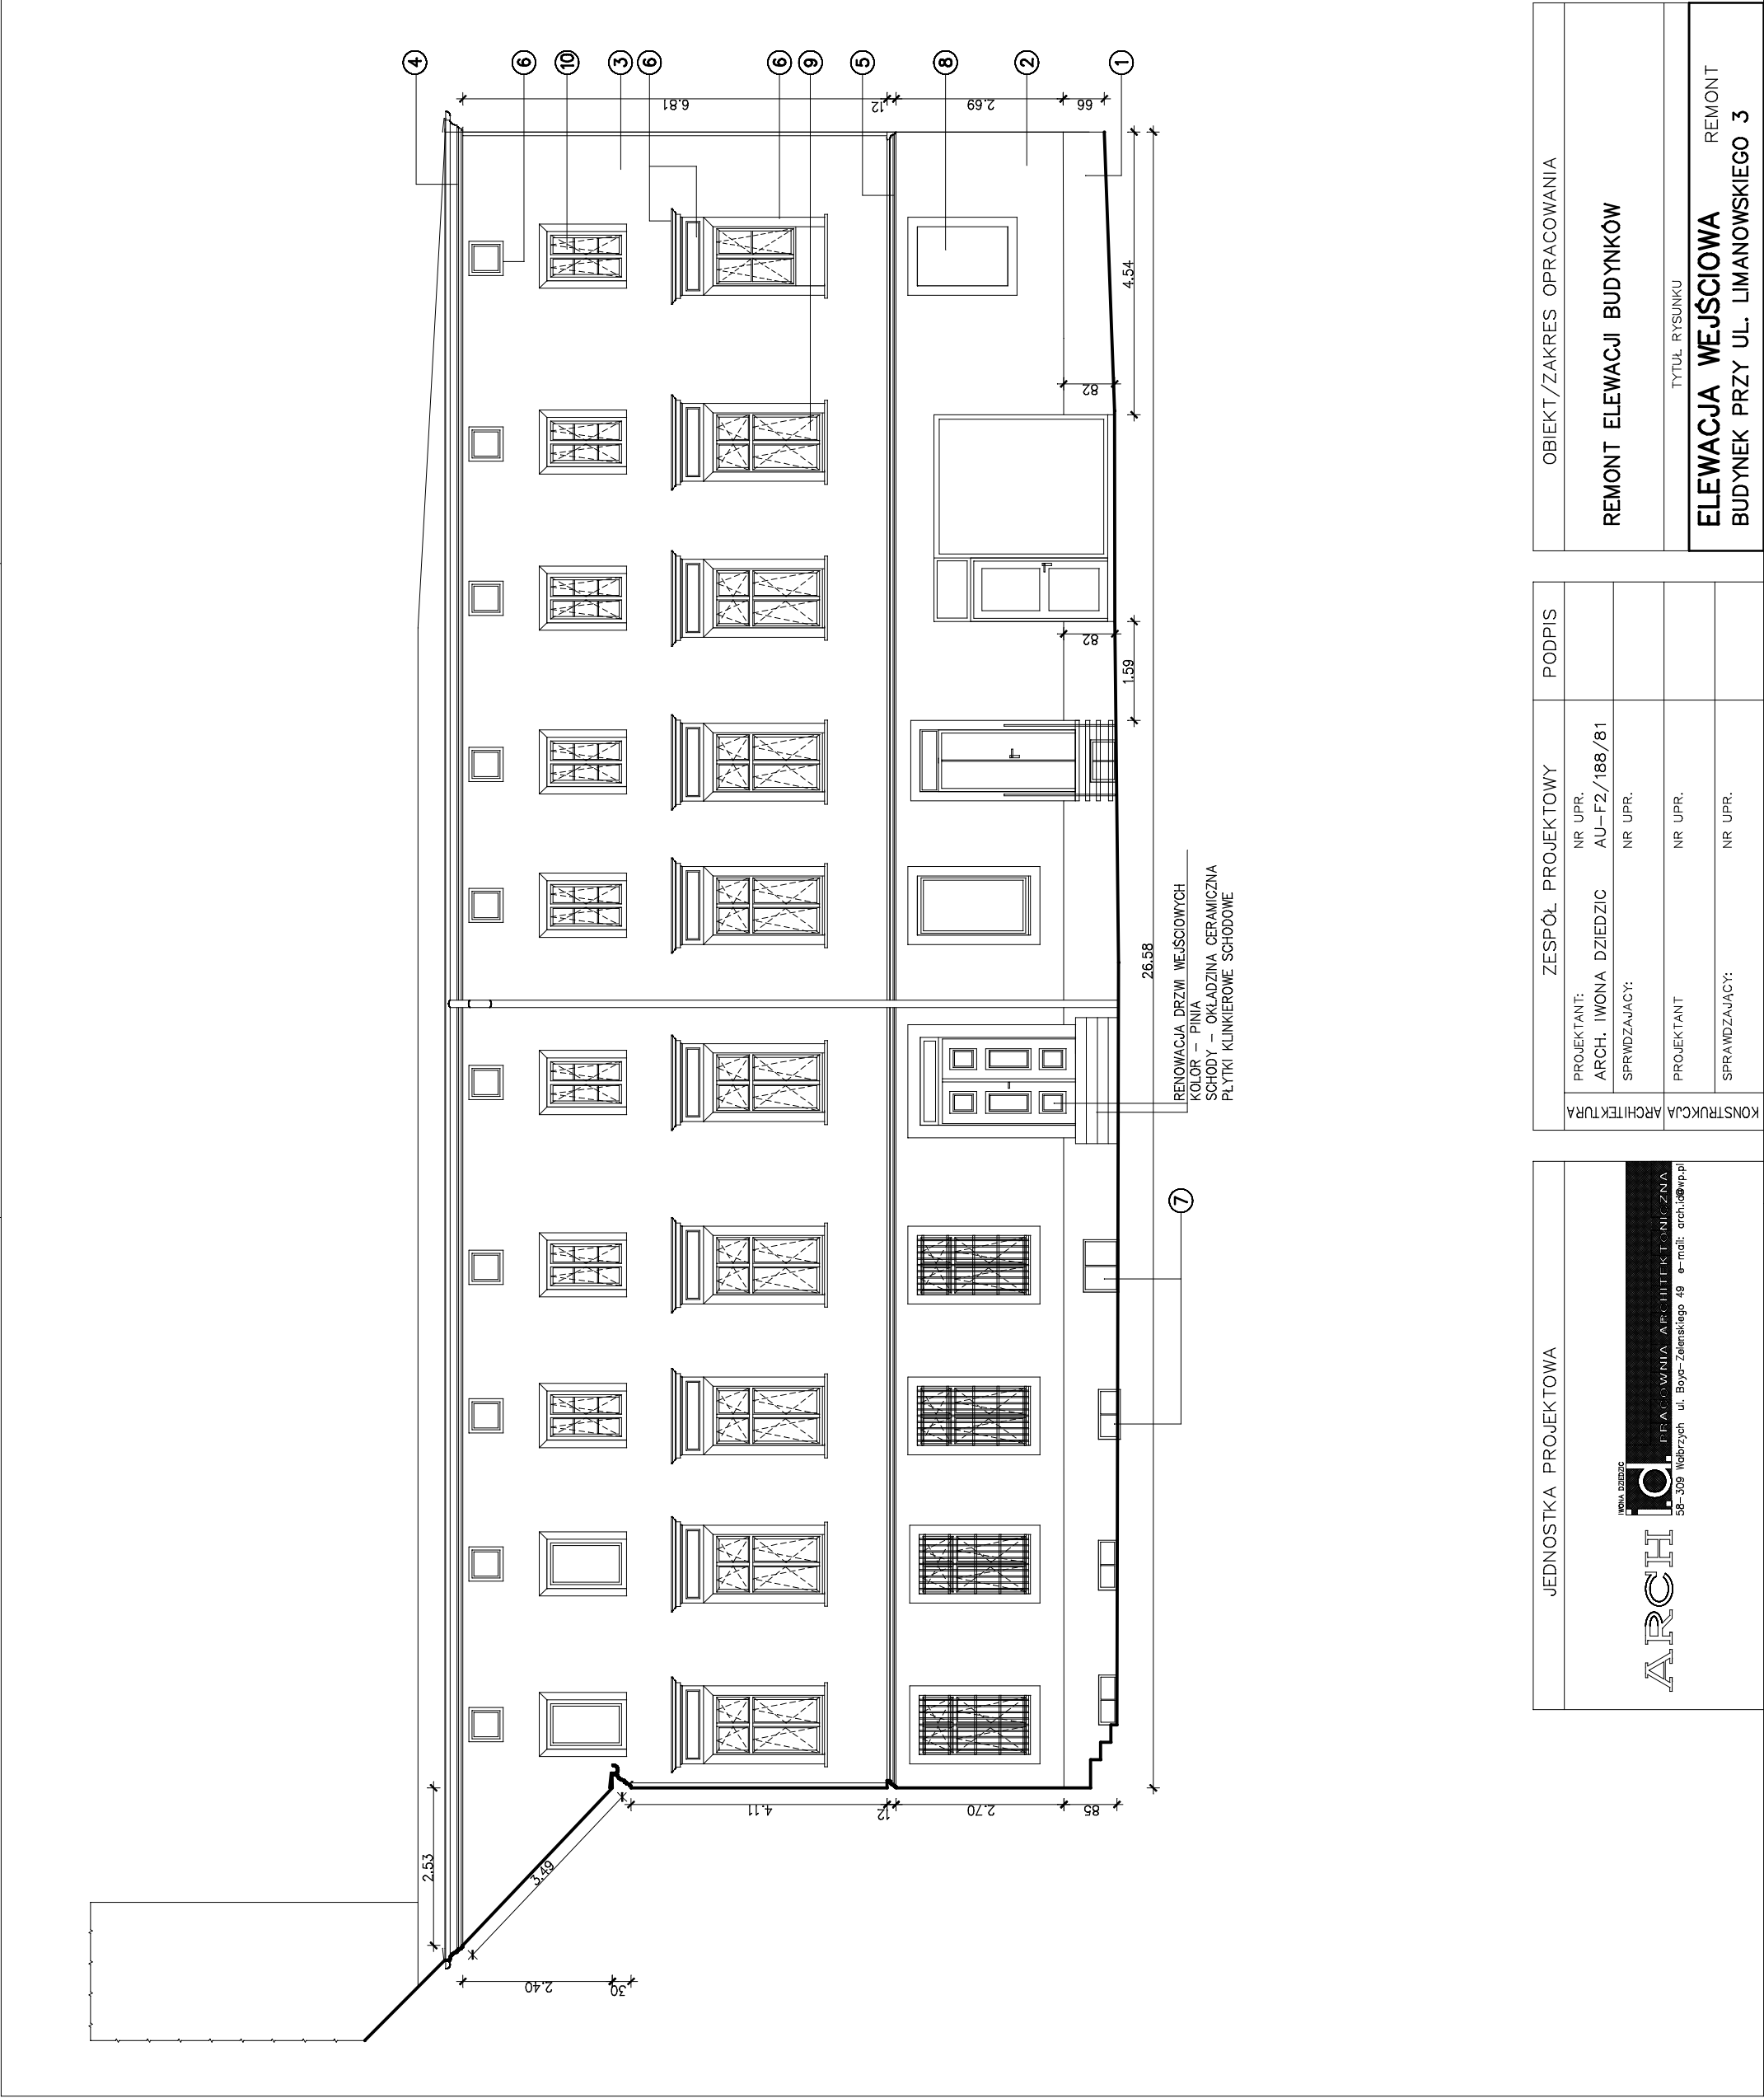 4
6
10
3
6
6
9
5
8
2
1
7
6.81
12
2.69
66
4.54
82
82
1.59
26.58
2.53
3.49
2.40
30
4.11
12
2.70
85
RENOWACJA DRZWI WEJŚCIOWYCH
KOLOR – PINIA
SCHODY – OKŁADZINA CERAMICZNA
PŁYTKI KLINKIEROWE SCHODOWE
JEDNOSTKA PROJEKTOWA
ARCH
IWONA DZIEDZIC
i.d.
PRACOWNIA ARCHITEKTONICZNA
58-309 Wałbrzych ul. Boya-Żeleńskiego 49 e-mail: arch.id@wp.pl
ZESPÓŁ PROJEKTOWY
PODPIS
ARCHITEKTURA
PROJEKTANT: NR UPR.
ARCH. IWONA DZIEDZIC AU-F2/188/81
SPRWDZAJĄCY: NR UPR.
KONSTRUKCJA
PROJEKTANT NR UPR.
SPRAWDZAJĄCY: NR UPR.
OBIEKT/ZAKRES OPRACOWANIA
REMONT ELEWACJI BUDYNKÓW
TYTUŁ RYSUNKU
ELEWACJA WEJŚCIOWA REMONT
BUDYNEK PRZY UL. LIMANOWSKIEGO 3